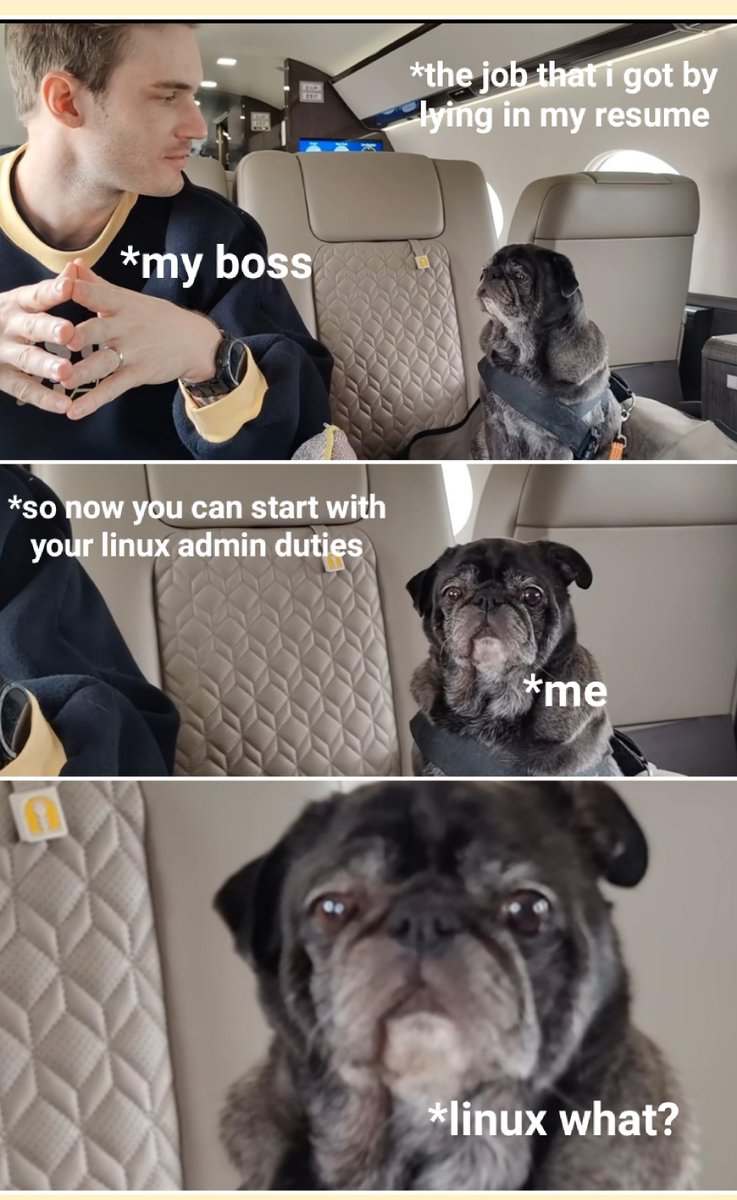 *the job that i got by
lying in my resume
*my boss
*so now you can start with
your linux admin duties
*me
*linux what?